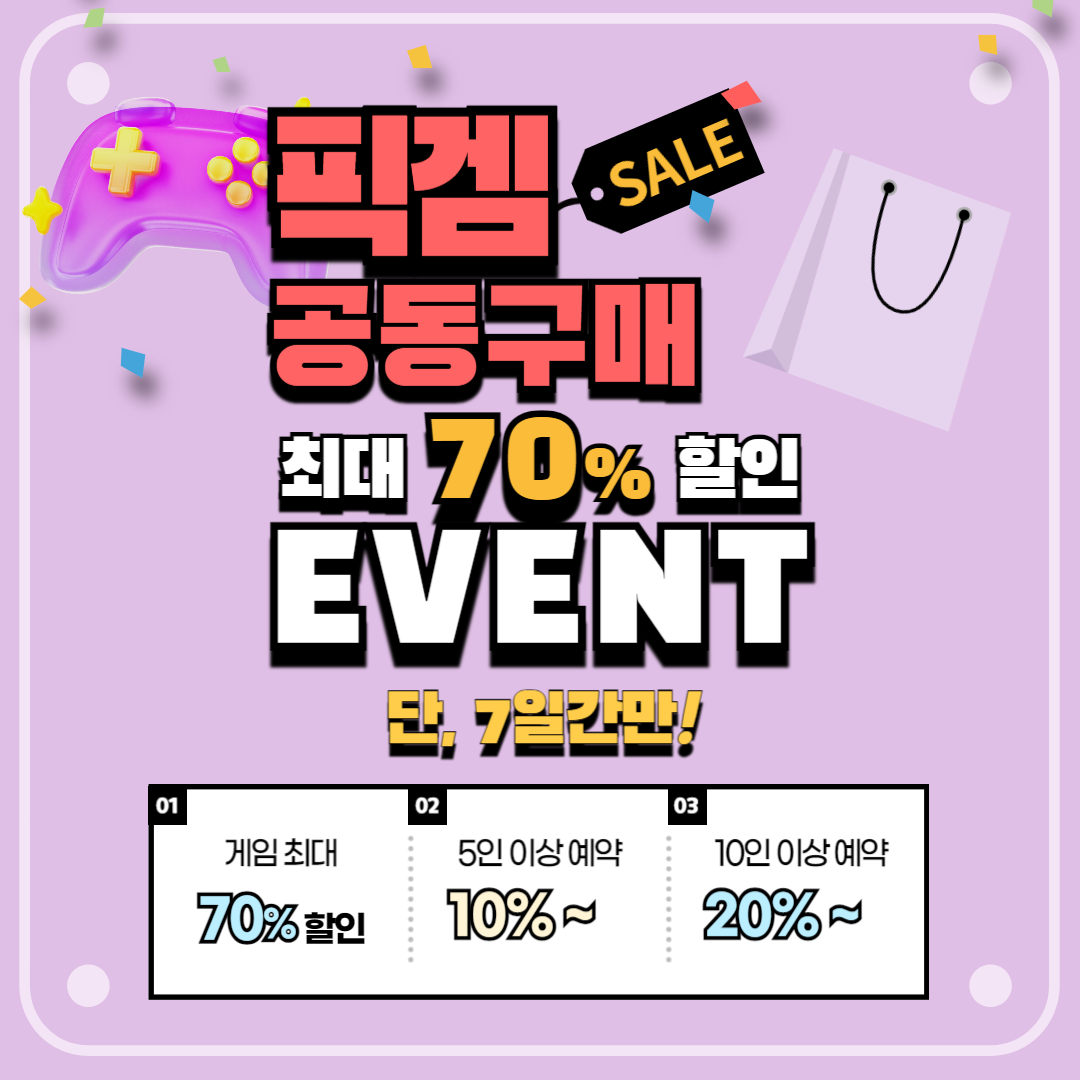 픽겜
SALE
공동구매
최대 70% 할인
EVENT
단, 7일간만!
01
게임 최대
70% 할인
02
5인 이상 예약
10% ~
03
10인 이상 예약
20% ~